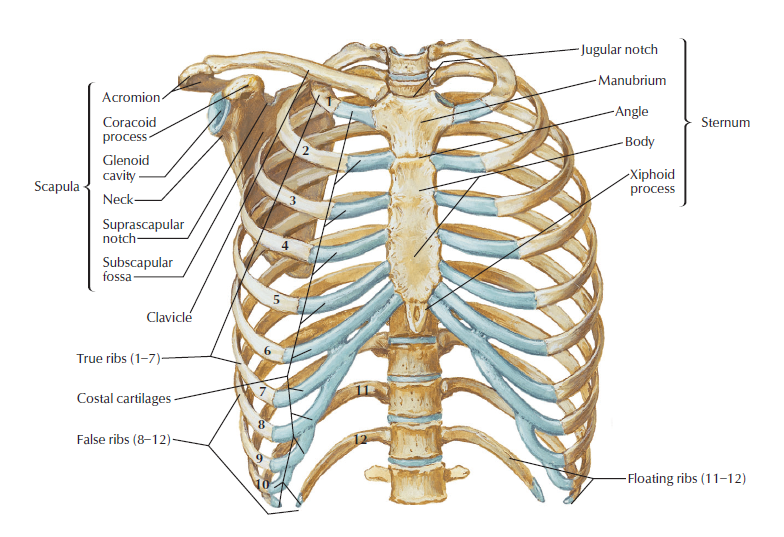 Jugular notch
Manubrium
Angle
Body
Xiphoid
process
Sternum
Scapula
Acromion
Coracoid
process
Glenoid
cavity
Neck
Suprascapular
notch
Subscapular
fossa
Clavicle
True ribs (1–7)
Costal cartilages
False ribs (8–12)
Floating ribs (11–12)
1
2
3
4
5
6
7
8
9
10
11
12